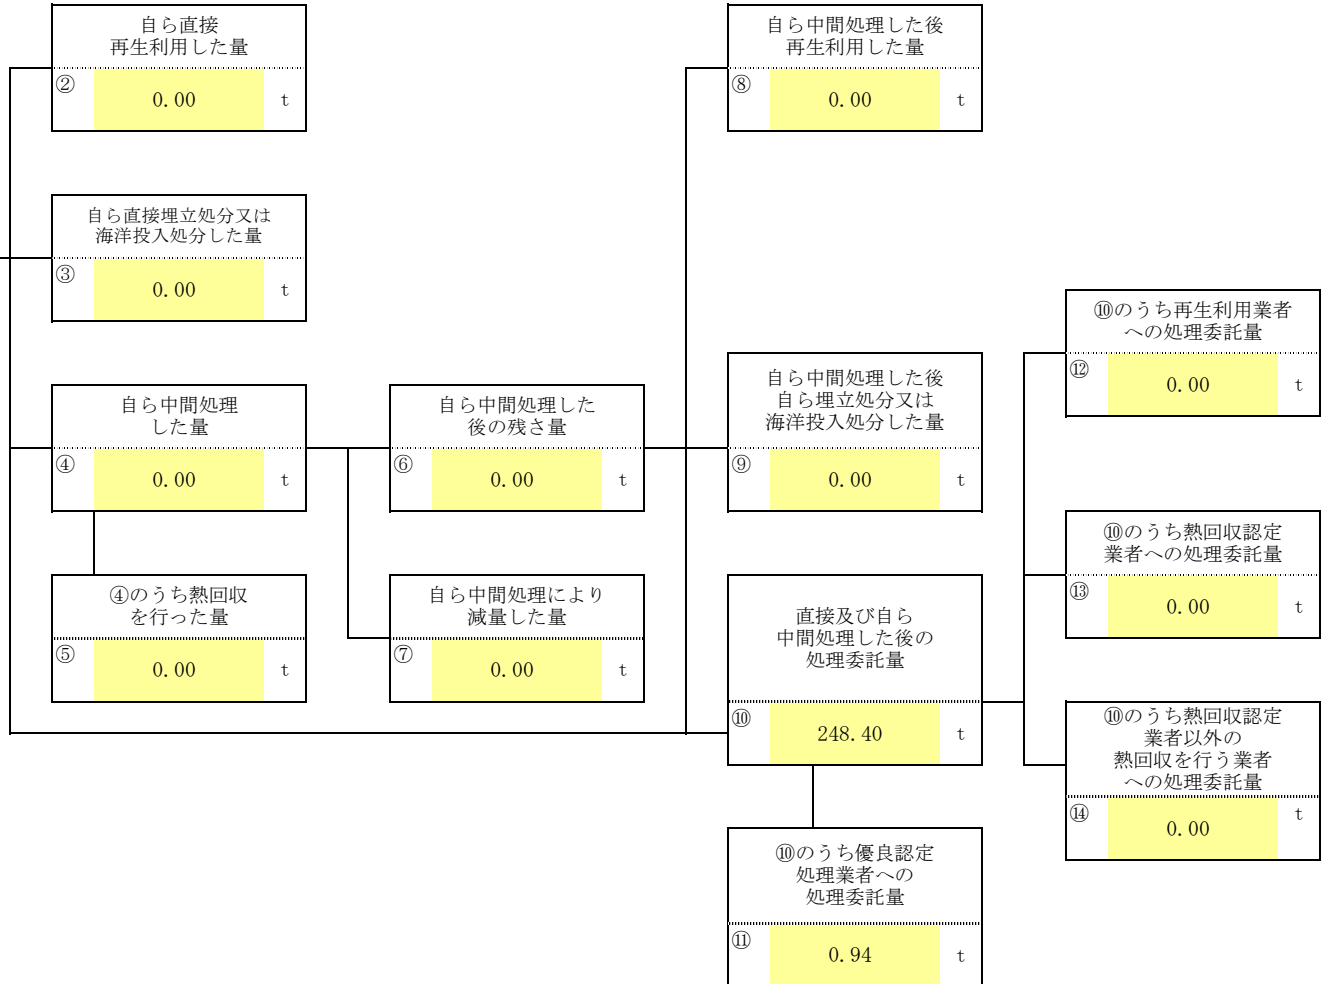 自ら直接
再生利用した量
②
0.00 t
自ら直接埋立処分又は
海洋投入処分した量
③
0.00 t
自ら中間処理
した量
④
0.00 t
④のうち熱回収
を行った量
⑤
0.00 t
自ら中間処理した
後の残さ量
⑥
0.00 t
自ら中間処理により
減量した量
⑦
0.00 t
自ら中間処理した後
再生利用した量
⑧
0.00 t
自ら中間処理した後
自ら埋立処分又は
海洋投入処分した量
⑨
0.00 t
直接及び自ら
中間処理した後の
処理委託量
⑩
248.40 t
⑩のうち優良認定
処理業者への
処理委託量
⑪
0.94 t
⑩のうち再生利用業者
への処理委託量
⑫
0.00 t
⑩のうち熱回収認定
業者への処理委託量
⑬
0.00 t
⑩のうち熱回収認定
業者以外の
熱回収を行う業者
への処理委託量
⑭
0.00 t